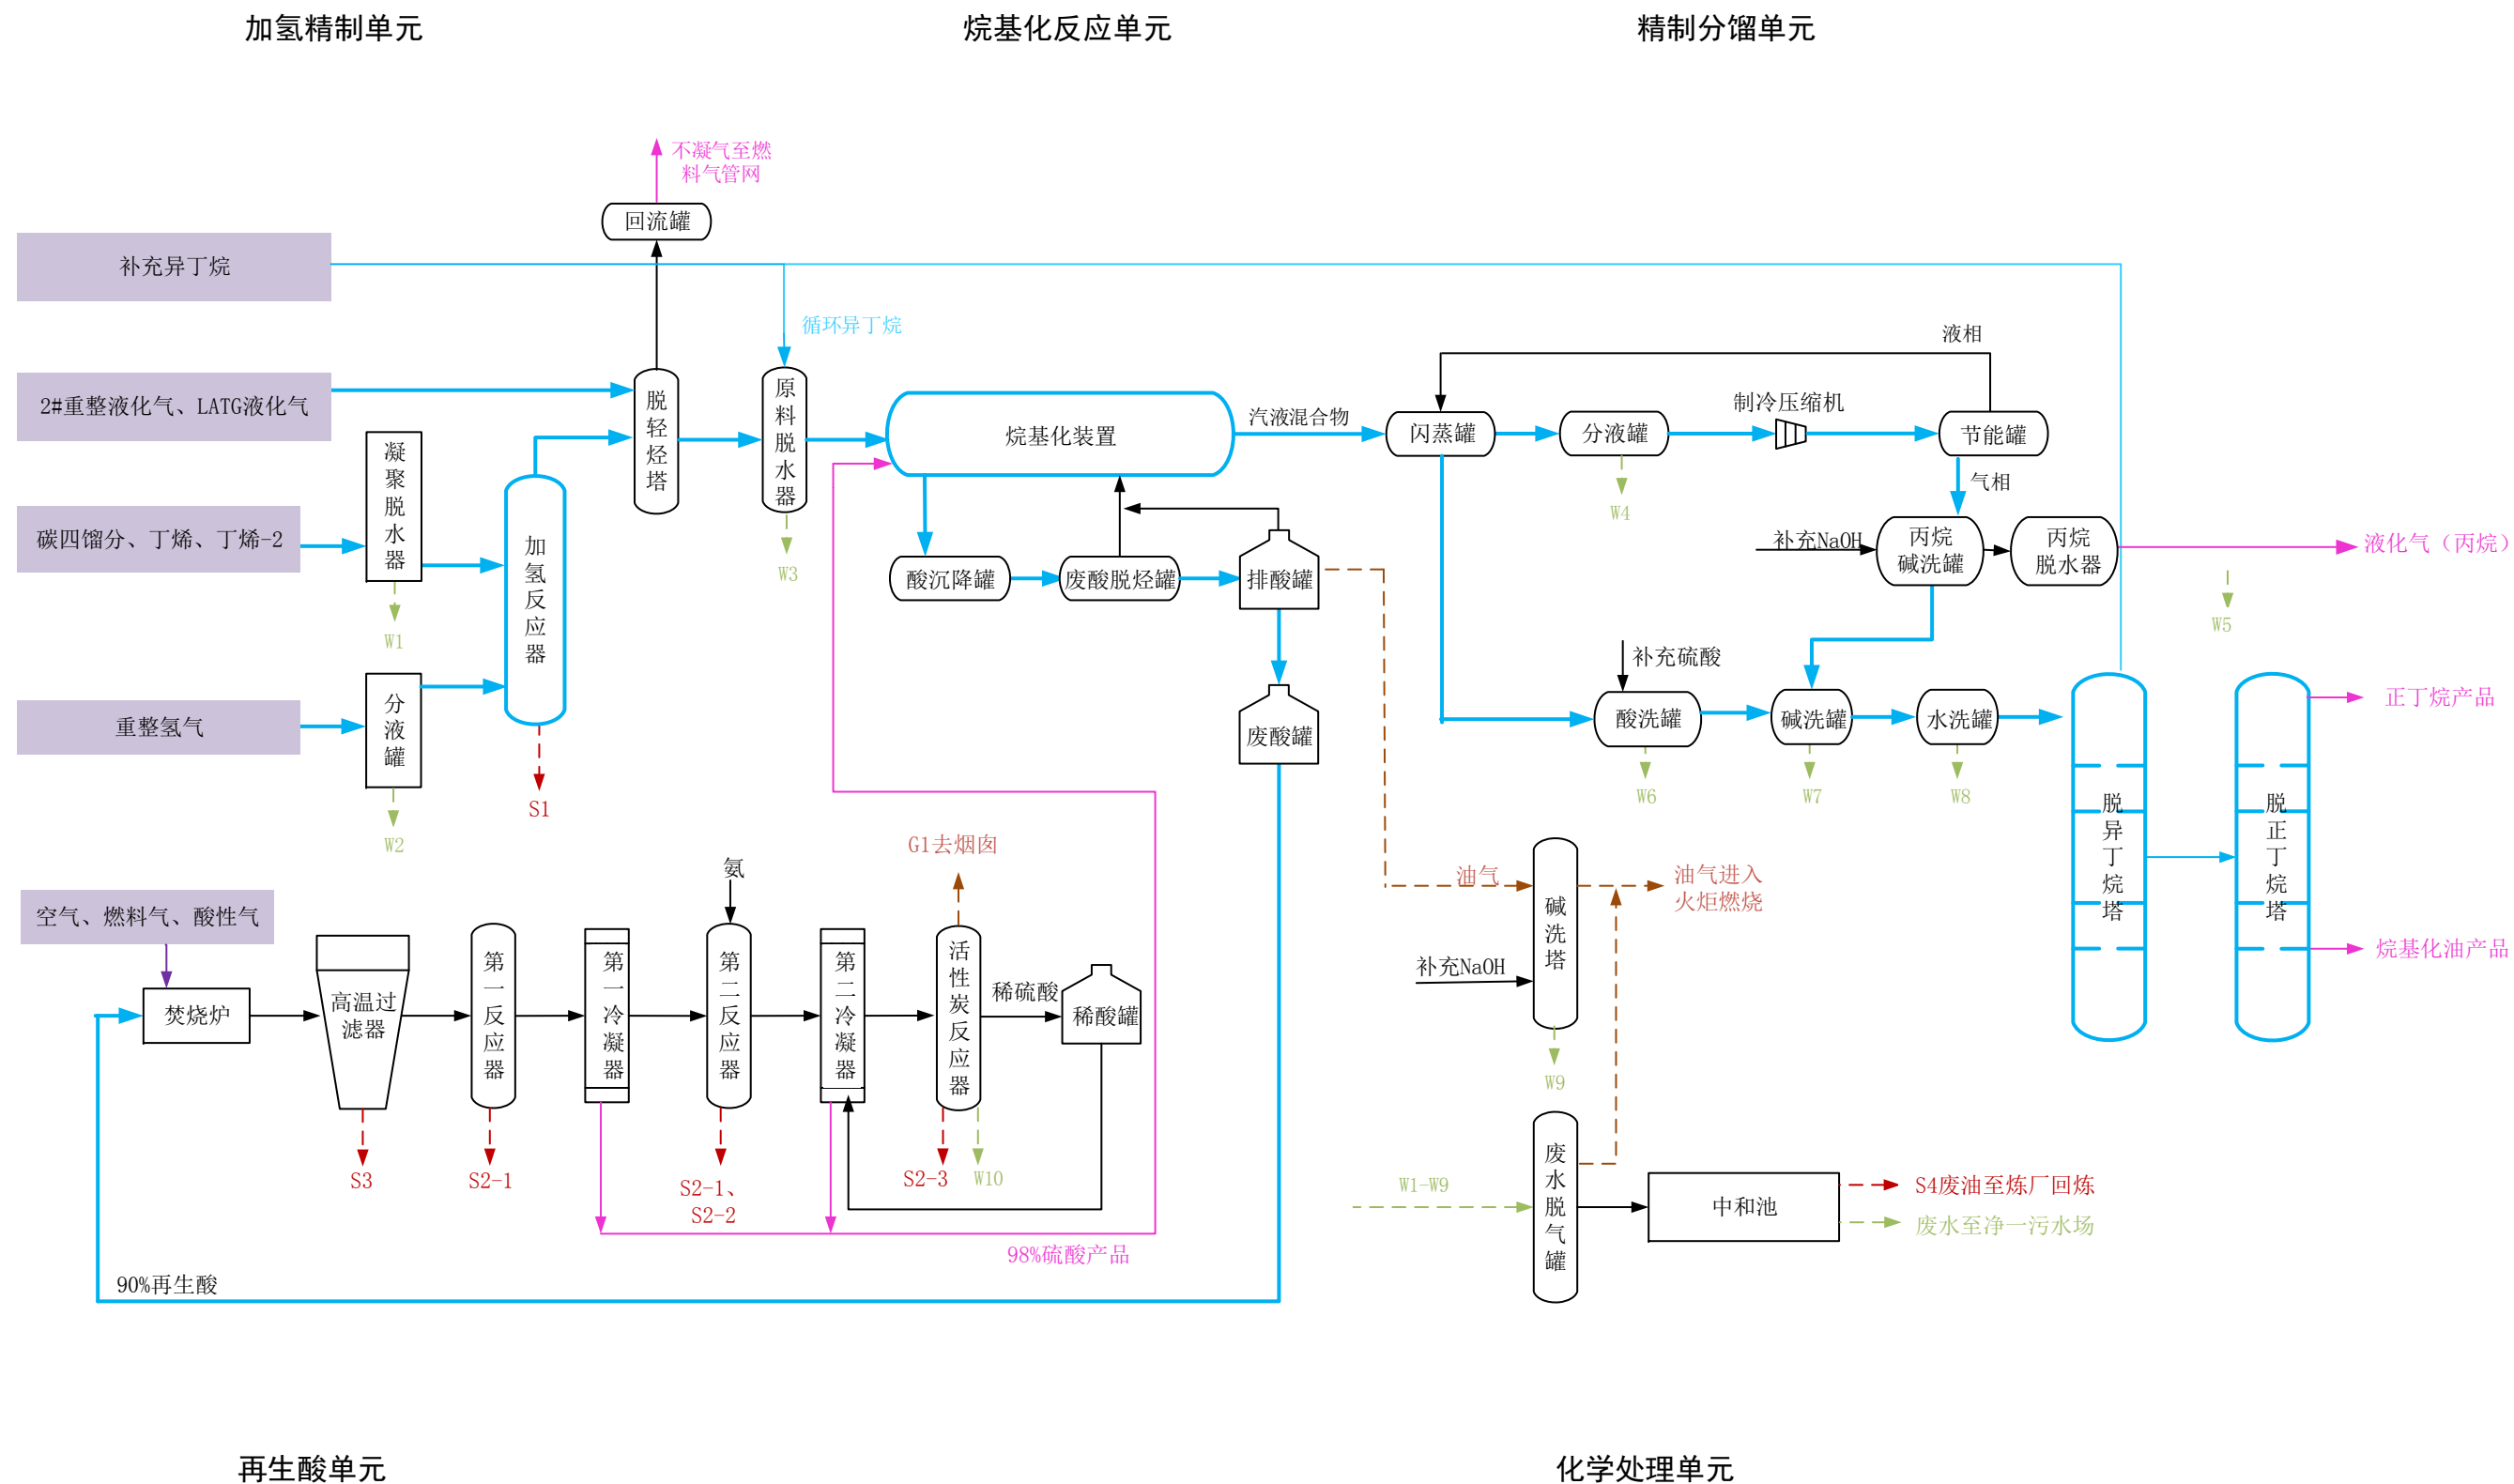 加氢精制单元
烷基化反应单元
精制分馏单元
不凝气至燃
料气管网
回流罐
补充异丁烷
循环异丁烷
2#重整液化气、LATG液化气
脱轻烃塔
原料脱水器
烷基化装置
汽液混合物
液相
闪蒸罐
分液罐
制冷压缩机
节能罐
气相
W4
凝聚脱水器
碳四馏分、丁烯、丁烯-2
W1
加氢反应器
W3
酸沉降罐
废酸脱烃罐
排酸罐
补充NaOH
丙烷
碱洗罐
丙烷
脱水器
液化气（丙烷）
W5
重整氢气
分液罐
W2
S1
废酸罐
补充硫酸
酸洗罐
碱洗罐
水洗罐
W6
W7
W8
正丁烷产品
脱异丁烷塔
脱正丁烷塔
烷基化油产品
空气、燃料气、酸性气
氨
G1去烟囱
油气
碱洗塔
油气进入
火炬燃烧
补充NaOH
W9
焚烧炉
高温过
滤器
第一反应器
第一冷凝器
第二反应器
第二冷凝器
活性炭反应器
稀硫酸
稀酸罐
S3
S2-1
S2-1、
S2-2
S2-3
W10
W1-W9
废水脱气罐
中和池
S4废油至炼厂回炼
废水至净一污水场
98%硫酸产品
90%再生酸
再生酸单元
化学处理单元